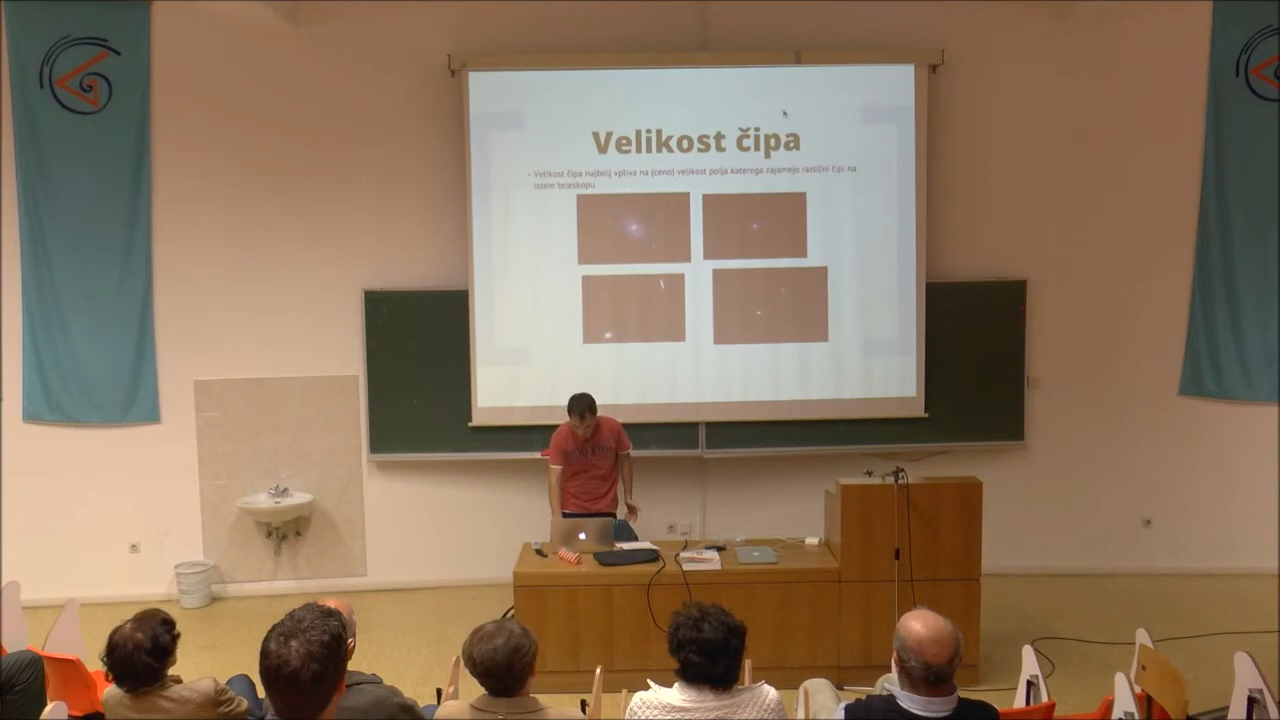 Velikost čipa
Velikost čipa najbolj vpliva na (ceno) velikost polja katerega zajamejo različni čipi na
istem teleskopu